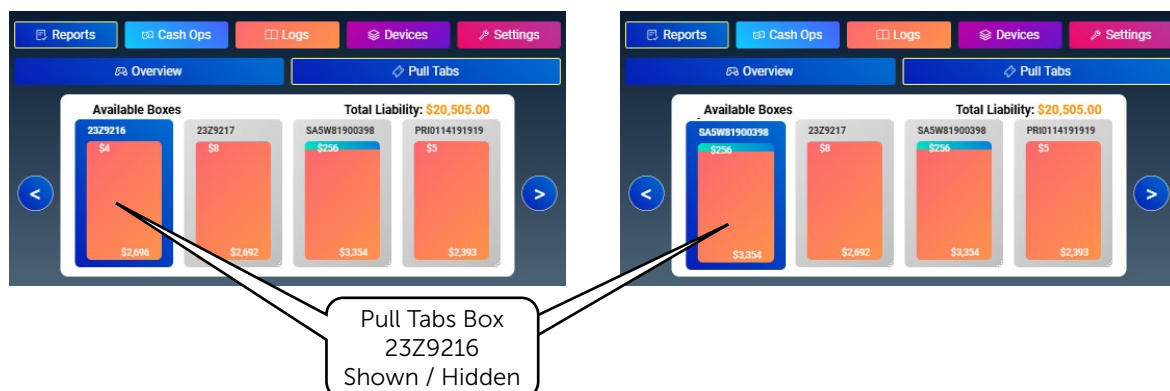 Reports Cash Ops Logs Devices Settings
Overview Pull Tabs
Available Boxes Total Liability: $20,505.00
23Z9216 23Z9217 SA5W81900398 PRI0114191919
$4 $8 $256 $5
< >
$2,696 $2,692 $3,354 $2,393
Reports Cash Ops Logs Devices Settings
Overview Pull Tabs
Available Boxes Total Liability: $20,505.00
SA5W81900398 23Z9217 SA5W81900398 PRI0114191919
$256 $8 $256 $5
< >
$3,354 $2,692 $3,354 $2,393
Pull Tabs Box
23Z9216
Shown / Hidden